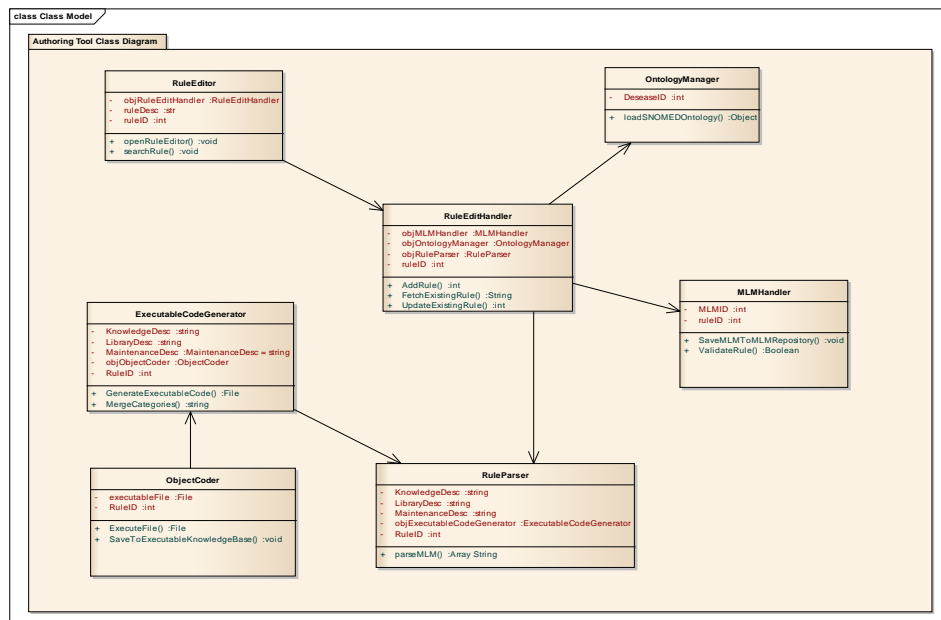 class Class Model
Authoring Tool Class Diagram
RuleEditor
- objRuleEditHandler :RuleEditHandler
- ruleDesc :str
- ruleID :int
+ openRuleEditor() :void
+ searchRule() :void
OntologyManager
- DeseaseID :int
+ loadSNOMEDOntology() :Object
RuleEditHandler
- objMLMHandler :MLMHandler
- objOntologyManager :OntologyManager
- objRuleParser :RuleParser
- ruleID :int
+ AddRule() :int
+ FetchExistingRule() :String
+ UpdateExistingRule() :int
MLMHandler
- MLMID :int
- ruleID :int
+ SaveMLMToMLMRepository() :void
+ ValidateRule() :Boolean
ExecutableCodeGenerator
- KnowledgeDesc :string
- LibraryDesc :string
- MaintenanceDesc :MaintenanceDesc = string
- objObjectCoder :ObjectCoder
- RuleID :int
+ GenerateExecutableCode() :File
+ MergeCategories() :string
ObjectCoder
- executableFile :File
- RuleID :int
+ ExecuteFile() :File
+ SaveToExecutableKnowledgeBase() :void
RuleParser
- KnowledgeDesc :string
- LibraryDesc :string
- MaintenanceDesc :string
- objExecutableCodeGenerator :ExecutableCodeGenerator
- RuleID :int
+ parseMLM() :Array String